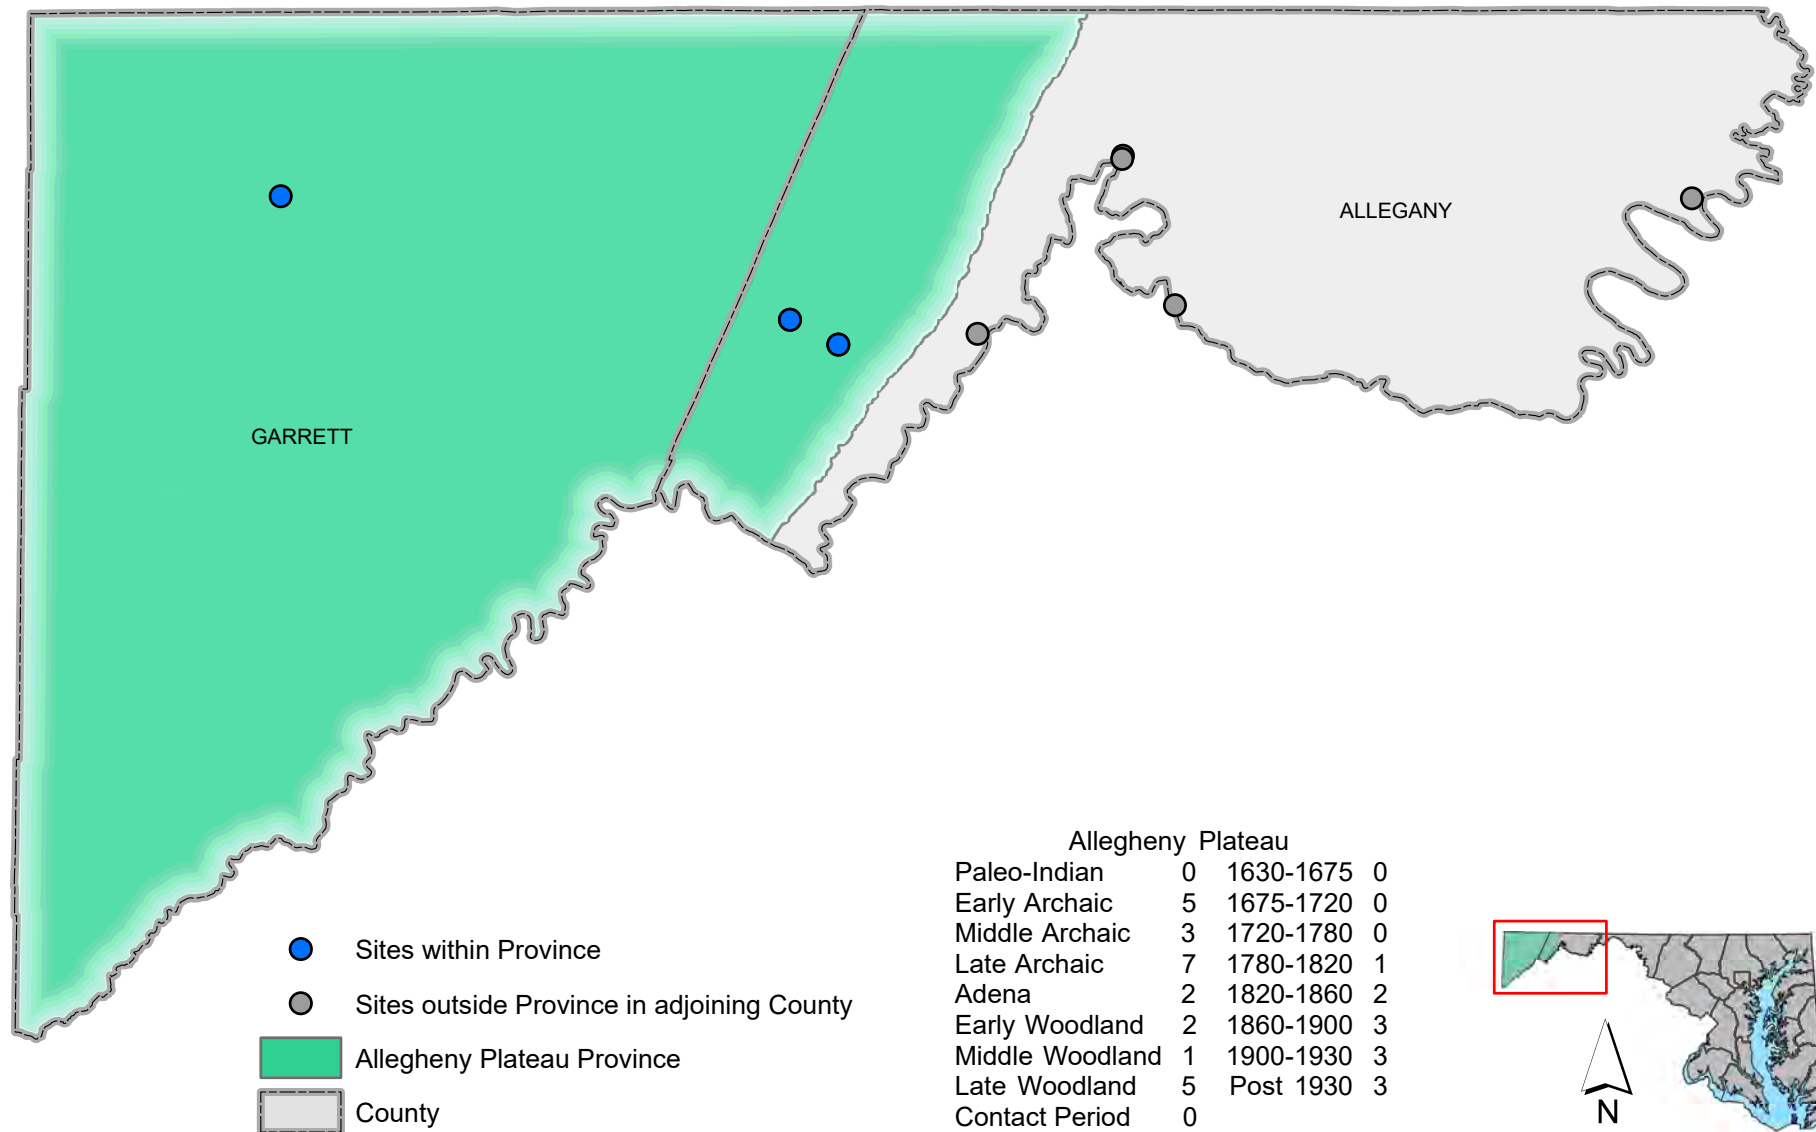 ALLEGANY
GARRETT
Allegheny Plateau
Paleo-Indian 0 1630-1675 0
Early Archaic 5 1675-1720 0
Middle Archaic 3 1720-1780 0
Late Archaic 7 1780-1820 1
Adena 2 1820-1860 2
Early Woodland 2 1860-1900 3
Middle Woodland 1 1900-1930 3
Late Woodland 5 Post 1930 3
Contact Period 0
Sites within Province
Sites outside Province in adjoining County
Allegheny Plateau Province
County
N